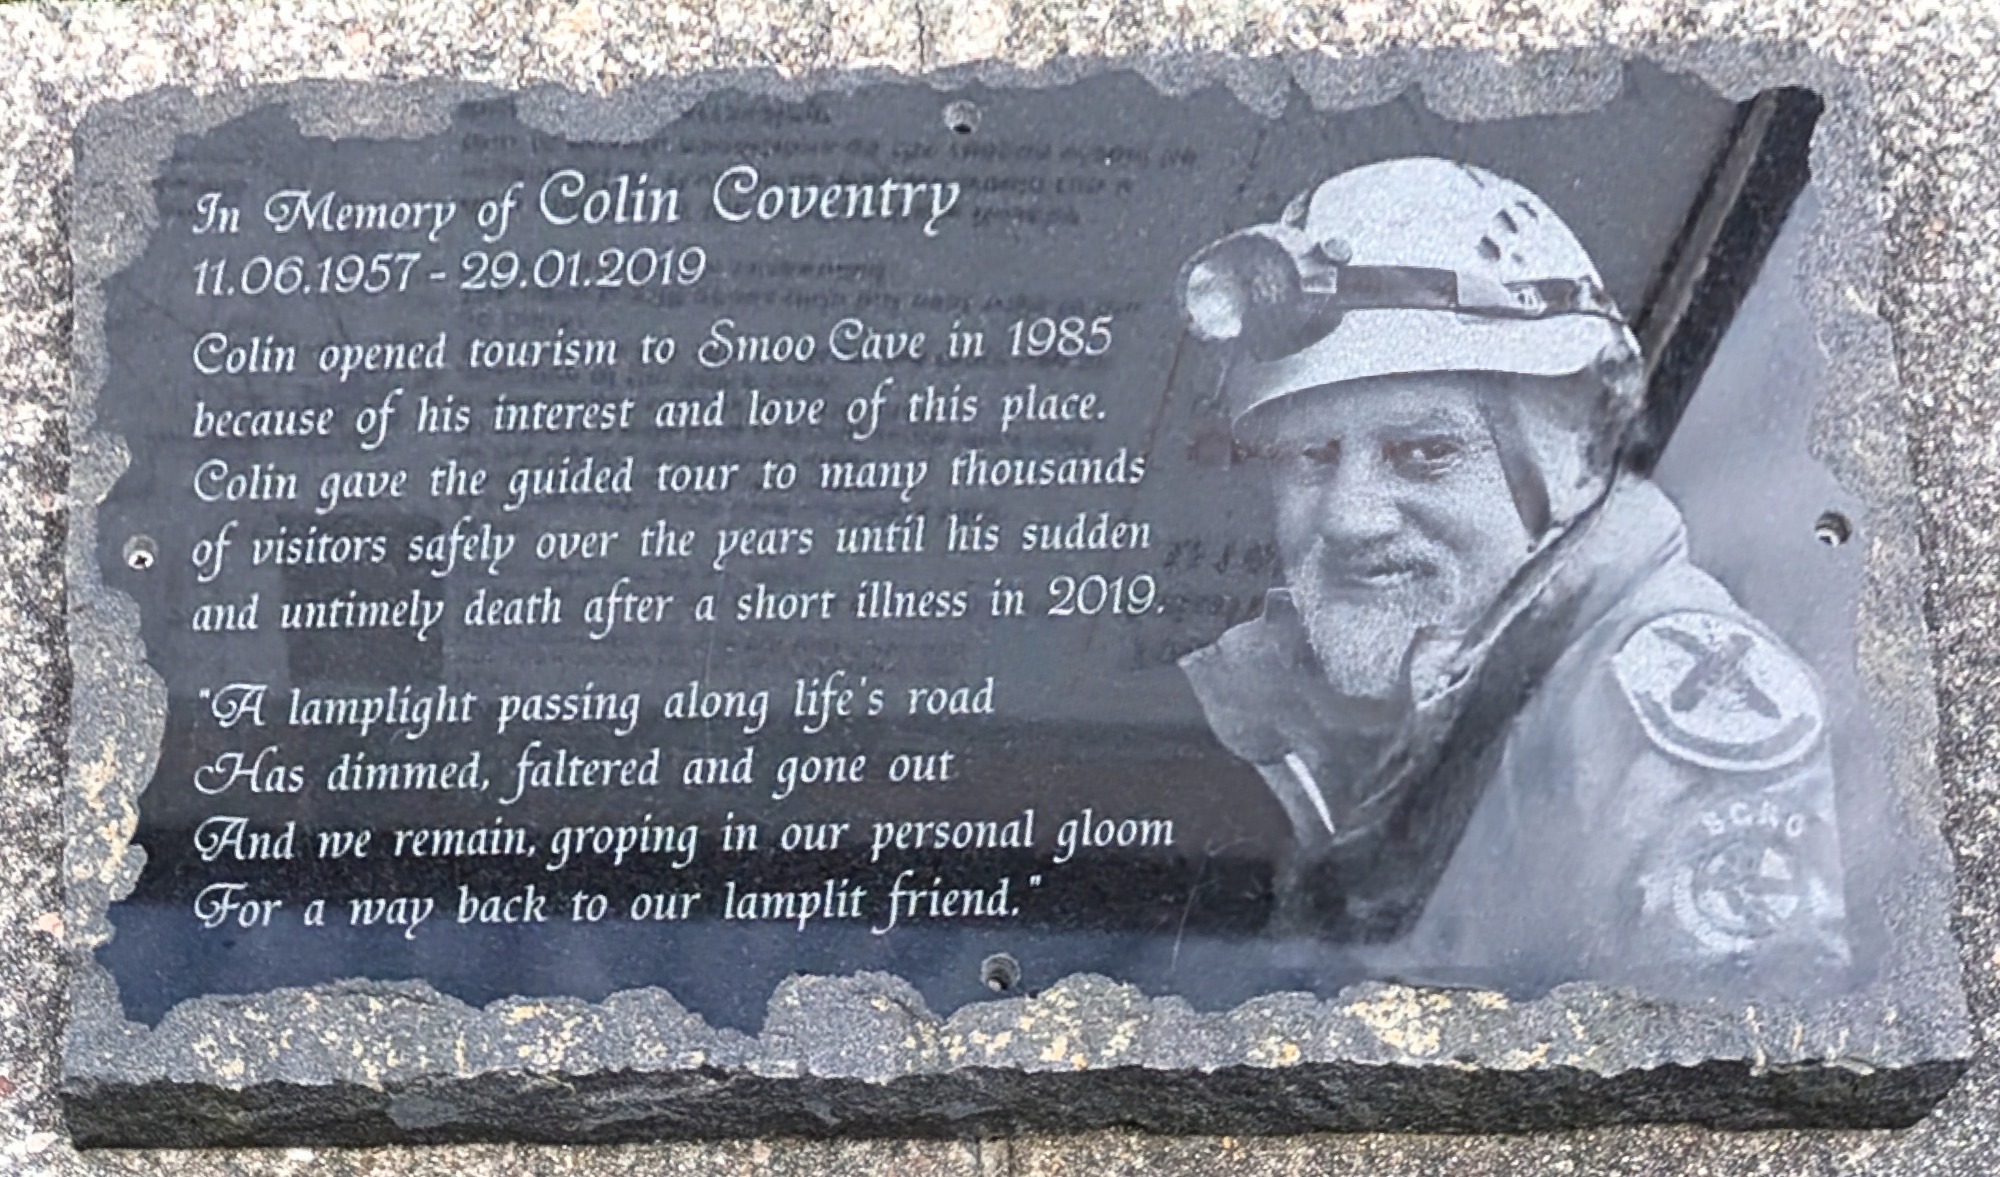 In Memory of Colin Coventry
11.06.1957 - 29.01.2019
Colin opened tourism to Smoo Cave in 1985
because of his interest and love of this place.
Colin gave the guided tour to many thousands
of visitors safely over the years until his sudden
and untimely death after a short illness in 2019.
"A lamplight passing along life's road
Has dimmed, faltered and gone out
And we remain, groping in our personal gloom
For a way back to our lamplit friend."